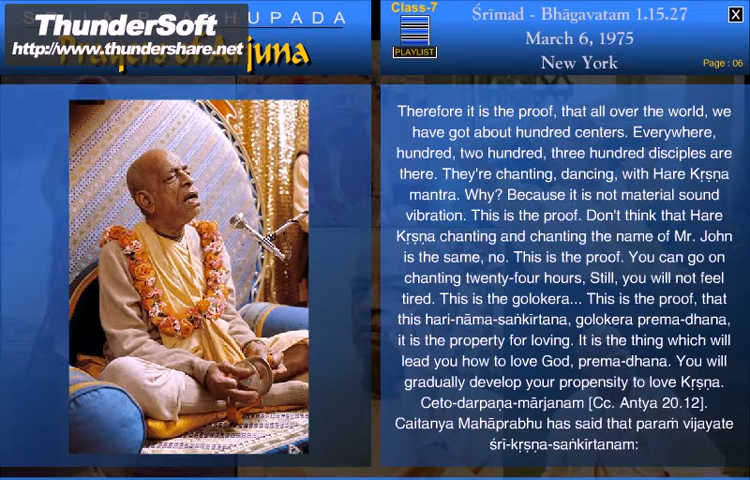 ThunderSoft
http://www.thundershare.net
Prayers of Arjuna
Class-7
PLAYLIST
Śrīmad - Bhāgavatam 1.15.27
March 6, 1975
New York
X
Page : 06
Therefore it is the proof, that all over the world, we
have got about hundred centers. Everywhere,
hundred, two hundred, three hundred disciples are
there. They're chanting, dancing, with Hare Kṛṣṇa
mantra. Why? Because it is not material sound
vibration. This is the proof. Don't think that Hare
Kṛṣṇa chanting and chanting the name of Mr. John
is the same, no. This is the proof. You can go on
chanting twenty-four hours, Still, you will not feel
tired. This is the golokera... This is the proof, that
this hari-nāma-saṅkīrtana, golokera prema-dhana,
it is the property for loving. It is the thing which will
lead you how to love God, prema-dhana. You will
gradually develop your propensity to love Kṛṣṇa.
Ceto-darpaṇa-mārjanam [Cc. Antya 20.12].
Caitanya Mahāprabhu has said that paraṁ vijayate
śrī-kṛṣṇa-saṅkirtanam: